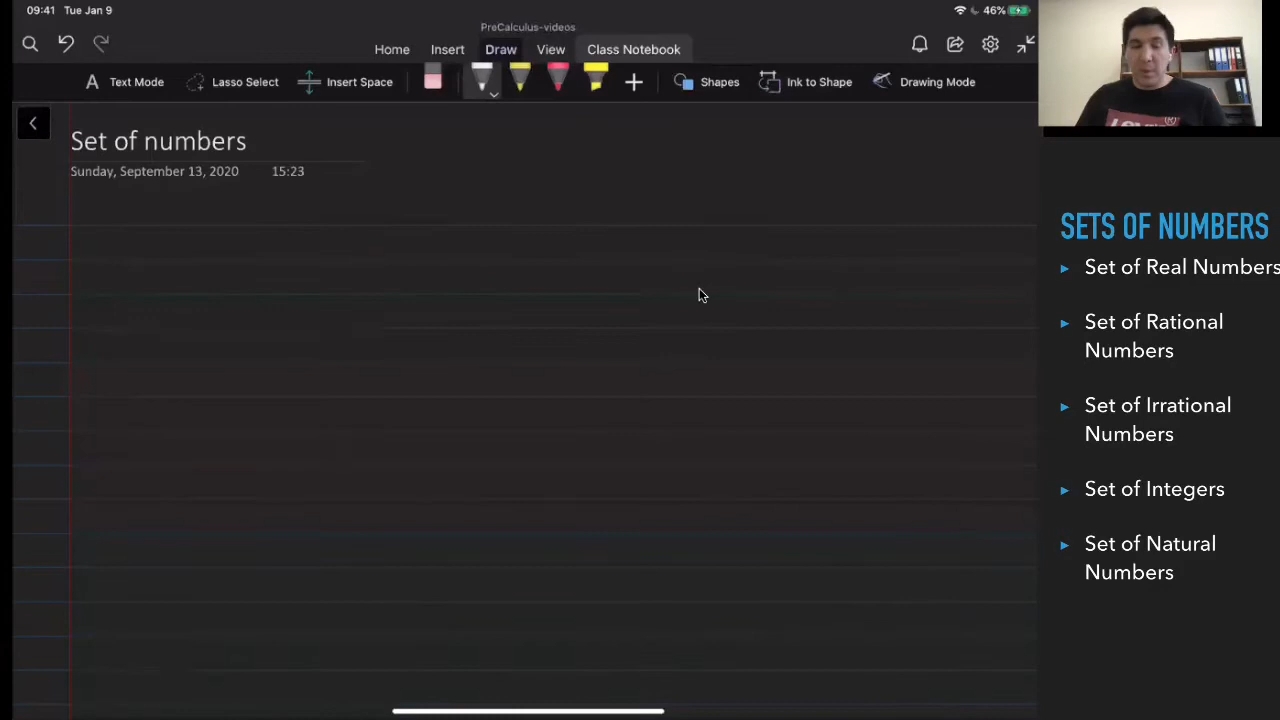 09:41 Tue Jan 9
46%
PreCalculus-videos
Home Insert Draw View Class Notebook
Text Mode Lasso Select Insert Space Shapes Ink to Shape Drawing Mode
Set of numbers
Sunday, September 13, 2020 15:23
SETS OF NUMBERS
Set of Real Numbers
Set of Rational
Numbers
Set of Irrational
Numbers
Set of Integers
Set of Natural
Numbers